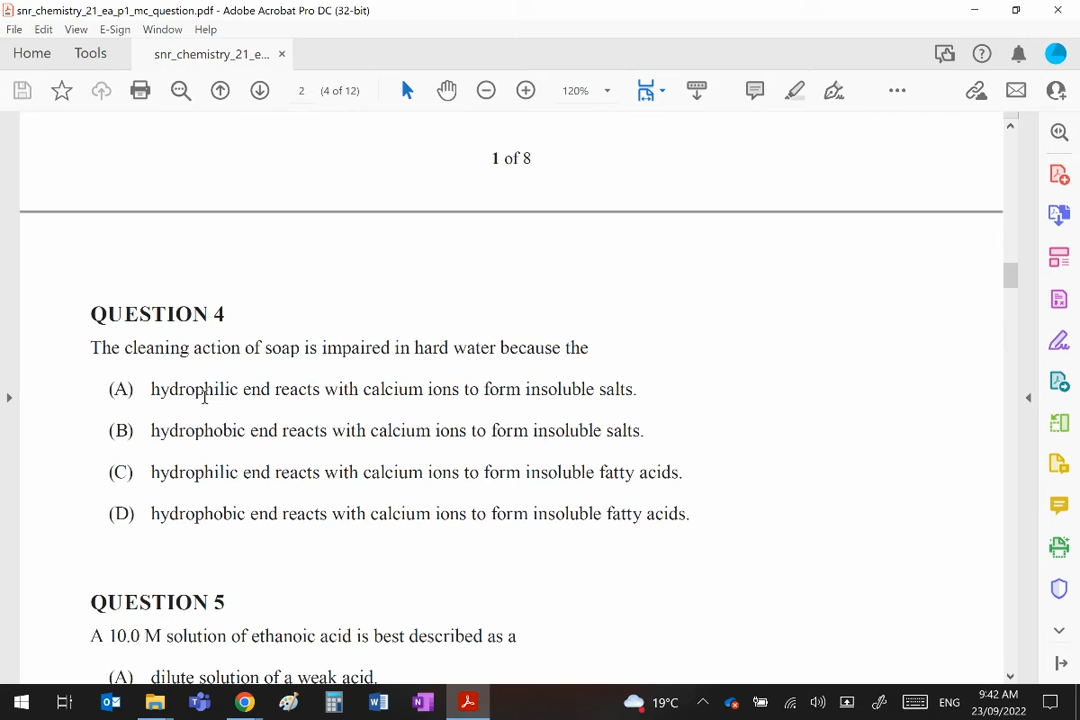 snr_chemistry_21_ea_p1_mc_question.pdf - Adobe Acrobat Pro DC (32-bit)
File Edit View E-Sign Window Help
Home Tools snr_chemistry_21_e... ×
2 (4 of 12) 120%
1 of 8
QUESTION 4
The cleaning action of soap is impaired in hard water because the
(A) hydrophilic end reacts with calcium ions to form insoluble salts.
(B) hydrophobic end reacts with calcium ions to form insoluble salts.
(C) hydrophilic end reacts with calcium ions to form insoluble fatty acids.
(D) hydrophobic end reacts with calcium ions to form insoluble fatty acids.
QUESTION 5
A 10.0 M solution of ethanoic acid is best described as a
(A) dilute solution of a weak acid.
19°C ENG 9:42 AM
23/09/2022